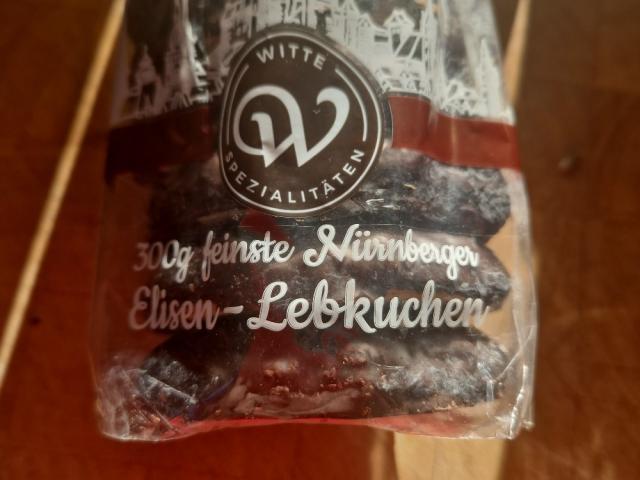 WITTE
W
SPEZIALITÄTEN
300g feinste Nürnberger
Elisen-Lebkuchen